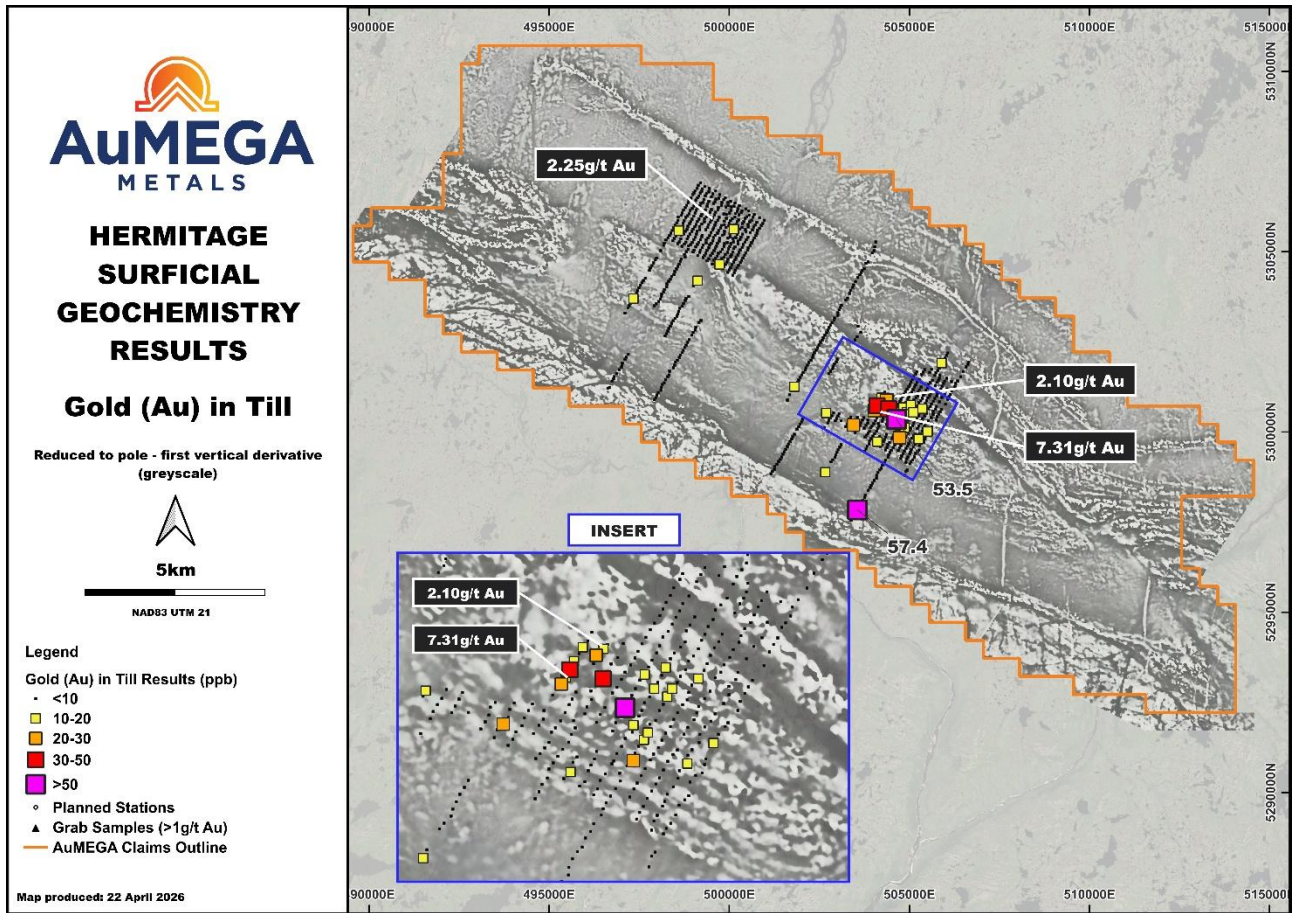 AuMEGA
METALS
HERMITAGE
SURFICIAL
GEOCHEMISTRY
RESULTS
Gold (Au) in Till
Reduced to pole - first vertical derivative
(greyscale)
5km
NAD83 UTM 21
Legend
Gold (Au) in Till Results (ppb)
<10
10-20
20-30
30-50
>50
Planned Stations
Grab Samples (>1g/t Au)
AuMEGA Claims Outline
Map produced: 22 April 2026
490000E
495000E
500000E
505000E
510000E
515000E
5310000N
5305000N
5300000N
5295000N
5290000N
2.25g/t Au
2.10g/t Au
7.31g/t Au
53.5
57.4
INSERT
2.10g/t Au
7.31g/t Au
490000E
495000E
500000E
505000E
510000E
515000E